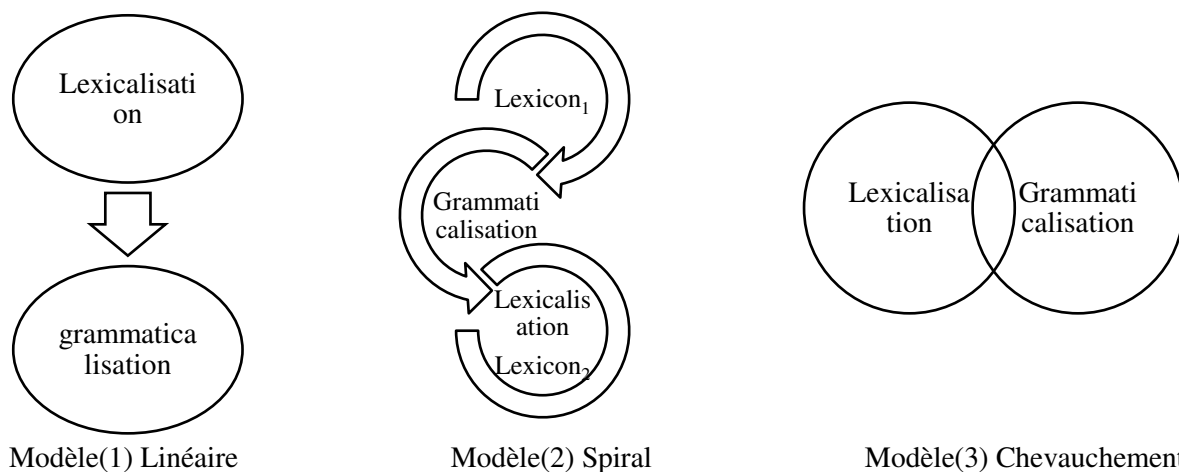 Lexicalisati
on
grammatica
lisation
Modèle(1) Linéaire
Lexicon₁
Grammati
calisation
Lexicalis
ation
Lexicon₂
Modèle(2) Spiral
Lexicalisa
tion
Grammati
calisation
Modèle(3) Chevauchement